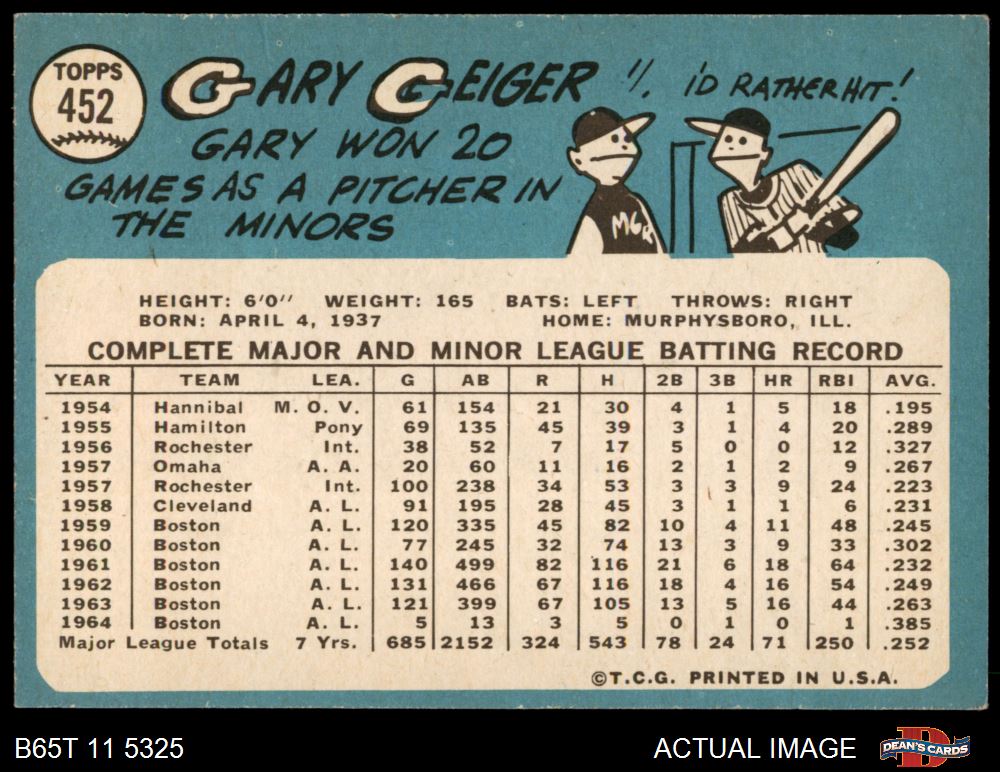 TOPPS
452
GARY GEIGER
GARY WON 20
GAMES AS A PITCHER IN
THE MINORS
I'D RATHER HIT!
MGR
HEIGHT: 6'0" WEIGHT: 165 BATS: LEFT THROWS: RIGHT
BORN: APRIL 4, 1937 HOME: MURPHYSBORO, ILL.
COMPLETE MAJOR AND MINOR LEAGUE BATTING RECORD
YEAR TEAM LEA. G AB R H 2B 3B HR RBI AVG.
1954 Hannibal M. O. V. 61 154 21 30 4 1 5 18 .195
1955 Hamilton Pony 69 135 45 39 3 1 4 20 .289
1956 Rochester Int. 38 52 7 17 5 0 0 12 .327
1957 Omaha A. A. 20 60 11 16 2 1 2 9 .267
1957 Rochester Int. 100 238 34 53 3 3 9 24 .223
1958 Cleveland A. L. 91 195 28 45 3 1 1 6 .231
1959 Boston A. L. 120 335 45 82 10 4 11 48 .245
1960 Boston A. L. 77 245 32 74 13 3 9 33 .302
1961 Boston A. L. 140 499 82 116 21 6 18 64 .232
1962 Boston A. L. 131 466 67 116 18 4 16 54 .249
1963 Boston A. L. 121 399 67 105 13 5 16 44 .263
1964 Boston A. L. 5 13 3 5 0 1 0 1 .385
Major League Totals 7 Yrs. 685 2152 324 543 78 24 71 250 .252
©T.C.G. PRINTED IN U.S.A.
B65T 11 5325 ACTUAL IMAGE DEAN'S CARDS